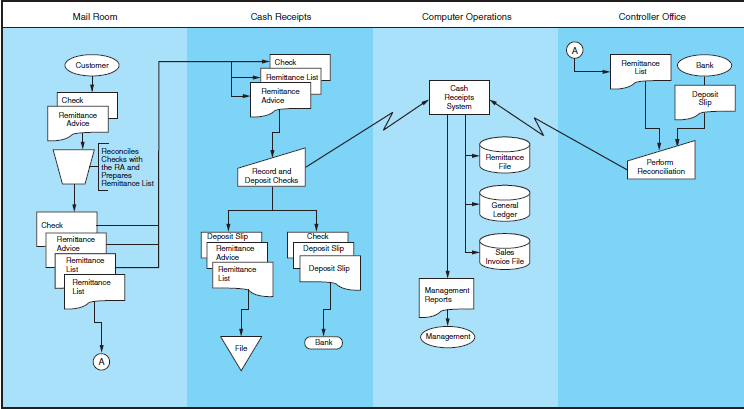 Mail Room
Cash Receipts
Computer Operations
Controller Office
Customer
Check
Remittance
Advice
Reconciles
Checks with
the RA and
Prepares
Remittance List
Check
Remittance
Advice
Remittance
List
Remittance
List
A
Check
Remittance List
Remittance
Advice
Record and
Deposit Checks
Deposit Slip
Remittance
Advice
Remittance
List
File
Check
Deposit Slip
Deposit Slip
Bank
Cash
Receipts
System
Remittance
File
General
Ledger
Sales
Invoice File
Management
Reports
Management
A
Remittance
List
Bank
Deposit
Slip
Perform
Reconciliation